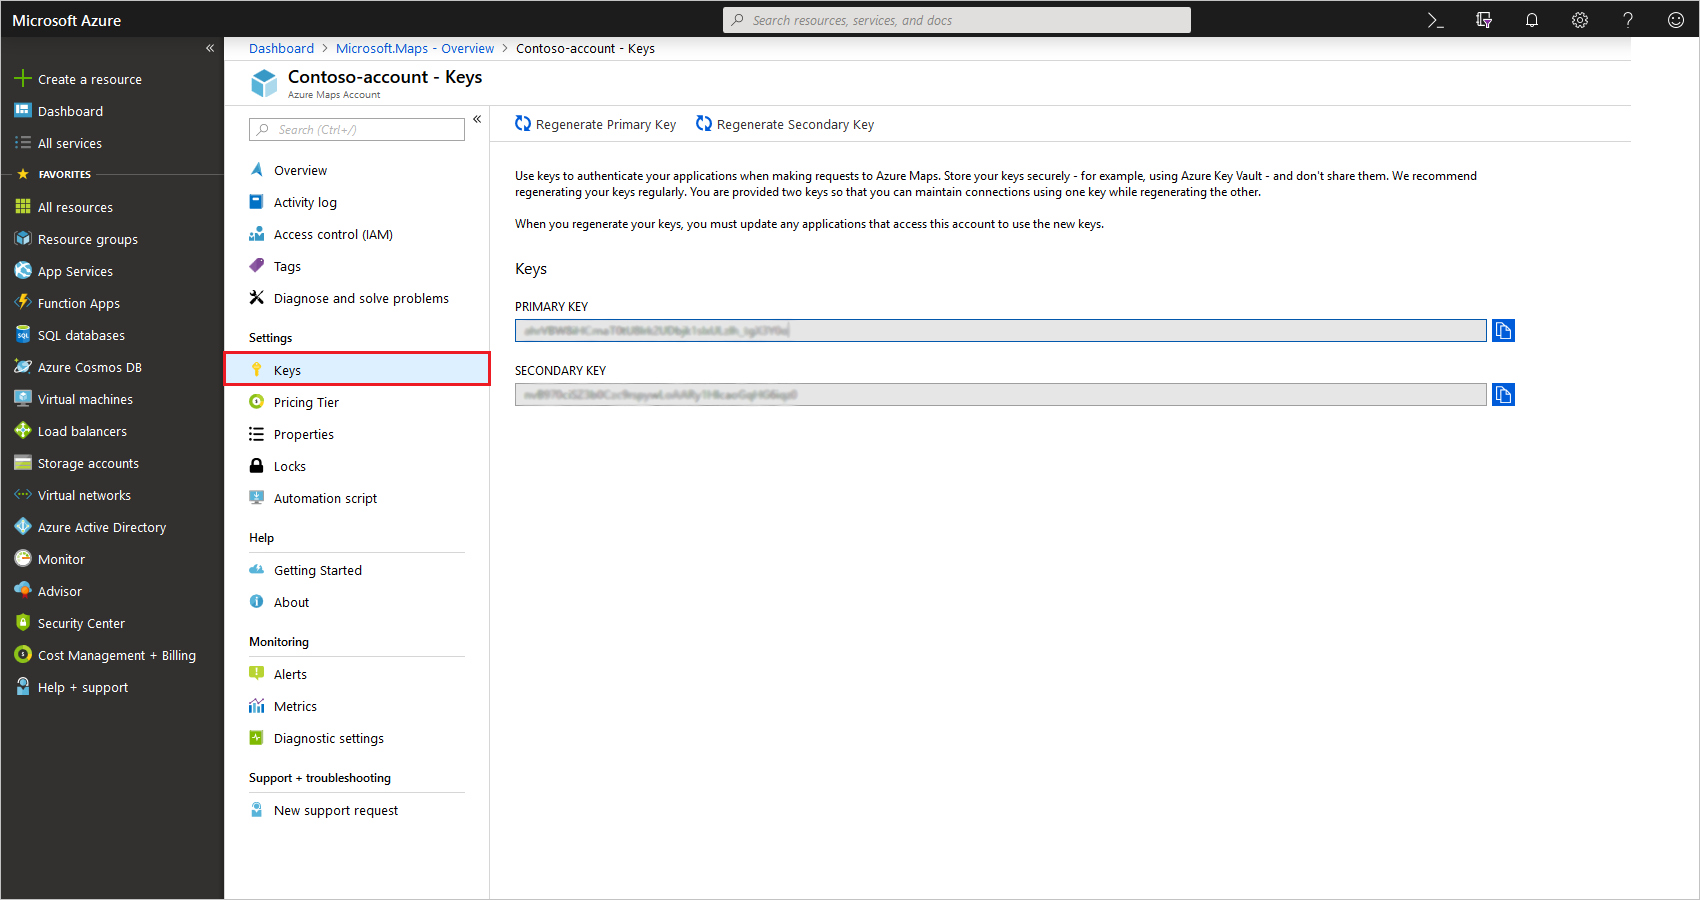 Microsoft Azure
Search resources, services, and docs
Create a resource
Dashboard
All services
FAVORITES
All resources
Resource groups
App Services
Function Apps
SQL databases
Azure Cosmos DB
Virtual machines
Load balancers
Storage accounts
Virtual networks
Azure Active Directory
Monitor
Advisor
Security Center
Cost Management + Billing
Help + support
Dashboard > Microsoft.Maps - Overview > Contoso-account - Keys
Contoso-account - Keys
Azure Maps Account
Search (Ctrl+/)
Overview
Activity log
Access control (IAM)
Tags
Diagnose and solve problems
Settings
Keys
Pricing Tier
Properties
Locks
Automation script
Help
Getting Started
About
Monitoring
Alerts
Metrics
Diagnostic settings
Support + troubleshooting
New support request
Regenerate Primary Key
Regenerate Secondary Key
Use keys to authenticate your applications when making requests to Azure Maps. Store your keys securely - for example, using Azure Key Vault - and don't share them. We recommend
regenerating your keys regularly. You are provided two keys so that you can maintain connections using one key while regenerating the other.
When you regenerate your keys, you must update any applications that access this account to use the new keys.
Keys
PRIMARY KEY
SECONDARY KEY